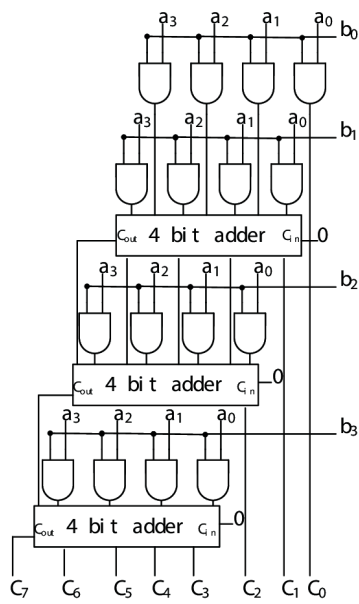 a₃ a₂ a₁ a₀ b₀
a₃ a₂ a₁ a₀ b₁
Cout 4 bit adder Cin 0
a₃ a₂ a₁ a₀ b₂
Cout 4 bit adder Cin 0
a₃ a₂ a₁ a₀ b₃
Cout 4 bit adder Cin 0
C₇ C₆ C₅ C₄ C₃ C₂ C₁ C₀